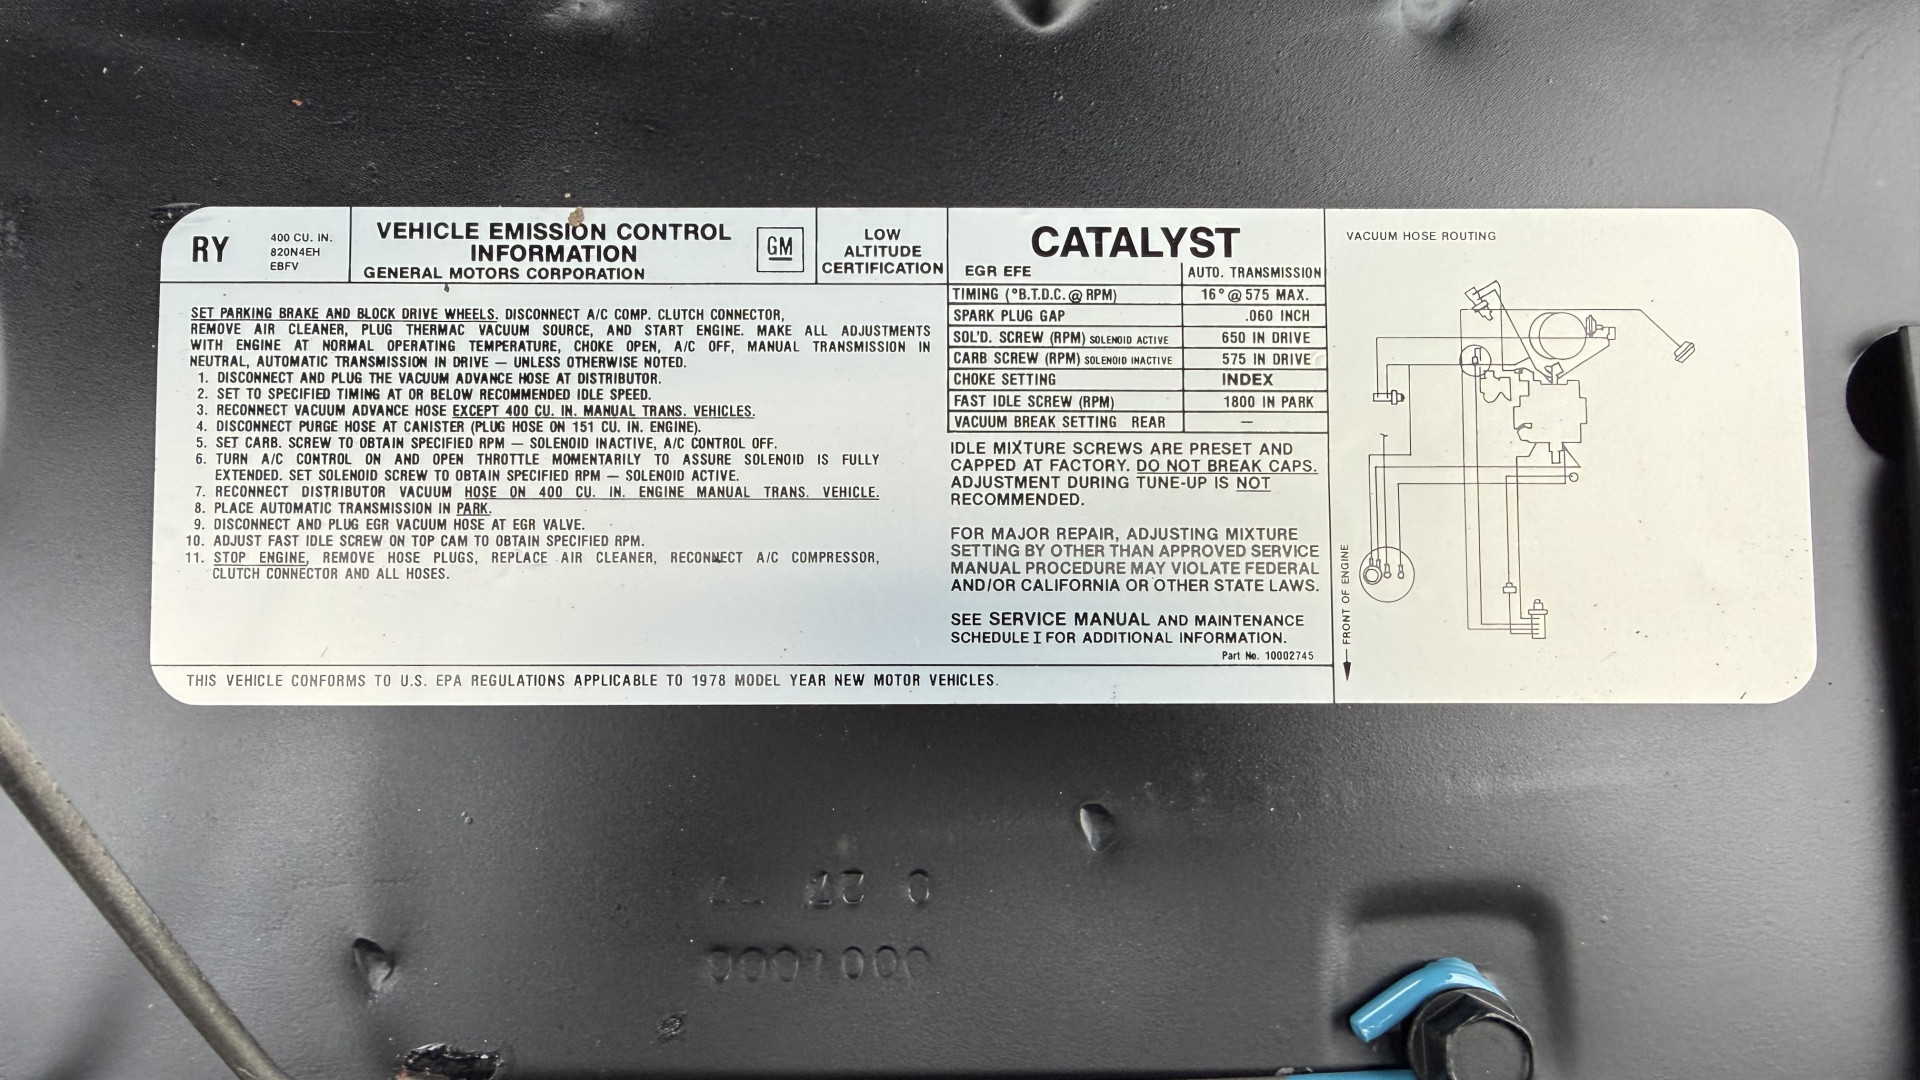 RY
400 CU. IN.
820N4EH
EBFV
VEHICLE EMISSION CONTROL
INFORMATION
GENERAL MOTORS CORPORATION
GM
LOW
ALTITUDE
CERTIFICATION
SET PARKING BRAKE AND BLOCK DRIVE WHEELS. DISCONNECT A/C COMP. CLUTCH CONNECTOR,
REMOVE AIR CLEANER, PLUG THERMAC VACUUM SOURCE, AND START ENGINE. MAKE ALL ADJUSTMENTS
WITH ENGINE AT NORMAL OPERATING TEMPERATURE, CHOKE OPEN, A/C OFF, MANUAL TRANSMISSION IN
NEUTRAL, AUTOMATIC TRANSMISSION IN DRIVE — UNLESS OTHERWISE NOTED.
1. DISCONNECT AND PLUG THE VACUUM ADVANCE HOSE AT DISTRIBUTOR.
2. SET TO SPECIFIED TIMING AT OR BELOW RECOMMENDED IDLE SPEED.
3. RECONNECT VACUUM ADVANCE HOSE EXCEPT 400 CU. IN. MANUAL TRANS. VEHICLES.
4. DISCONNECT PURGE HOSE AT CANISTER (PLUG HOSE ON 151 CU. IN. ENGINE).
5. SET CARB. SCREW TO OBTAIN SPECIFIED RPM — SOLENOID INACTIVE, A/C CONTROL OFF.
6. TURN A/C CONTROL ON AND OPEN THROTTLE MOMENTARILY TO ASSURE SOLENOID IS FULLY
EXTENDED. SET SOLENOID SCREW TO OBTAIN SPECIFIED RPM — SOLENOID ACTIVE.
7. RECONNECT DISTRIBUTOR VACUUM HOSE ON 400 CU. IN. ENGINE MANUAL TRANS. VEHICLE.
8. PLACE AUTOMATIC TRANSMISSION IN PARK.
9. DISCONNECT AND PLUG EGR VACUUM HOSE AT EGR VALVE.
10. ADJUST FAST IDLE SCREW ON TOP CAM TO OBTAIN SPECIFIED RPM.
11. STOP ENGINE, REMOVE HOSE PLUGS, REPLACE AIR CLEANER, RECONNECT A/C COMPRESSOR,
CLUTCH CONNECTOR AND ALL HOSES.
THIS VEHICLE CONFORMS TO U.S. EPA REGULATIONS APPLICABLE TO 1978 MODEL YEAR NEW MOTOR VEHICLES.
CATALYST
EGR EFE AUTO. TRANSMISSION
TIMING (°B.T.D.C. @ RPM) 16° @ 575 MAX.
SPARK PLUG GAP .060 INCH
SOL'D. SCREW (RPM) SOLENOID ACTIVE 650 IN DRIVE
CARB SCREW (RPM) SOLENOID INACTIVE 575 IN DRIVE
CHOKE SETTING INDEX
FAST IDLE SCREW (RPM) 1800 IN PARK
VACUUM BREAK SETTING REAR —
IDLE MIXTURE SCREWS ARE PRESET AND
CAPPED AT FACTORY. DO NOT BREAK CAPS.
ADJUSTMENT DURING TUNE-UP IS NOT
RECOMMENDED.
FOR MAJOR REPAIR, ADJUSTING MIXTURE
SETTING BY OTHER THAN APPROVED SERVICE
MANUAL PROCEDURE MAY VIOLATE FEDERAL
AND/OR CALIFORNIA OR OTHER STATE LAWS.
SEE SERVICE MANUAL AND MAINTENANCE
SCHEDULE I FOR ADDITIONAL INFORMATION.
Part No. 10002745
VACUUM HOSE ROUTING
FRONT OF ENGINE